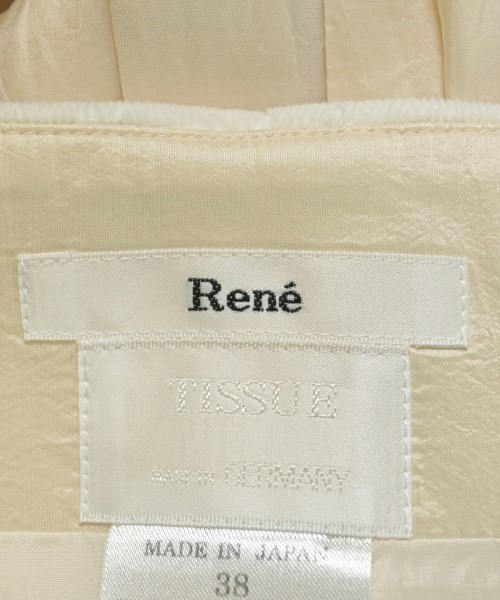 René
TISSUE
MADE IN GERMANY
MADE IN JAPAN
38